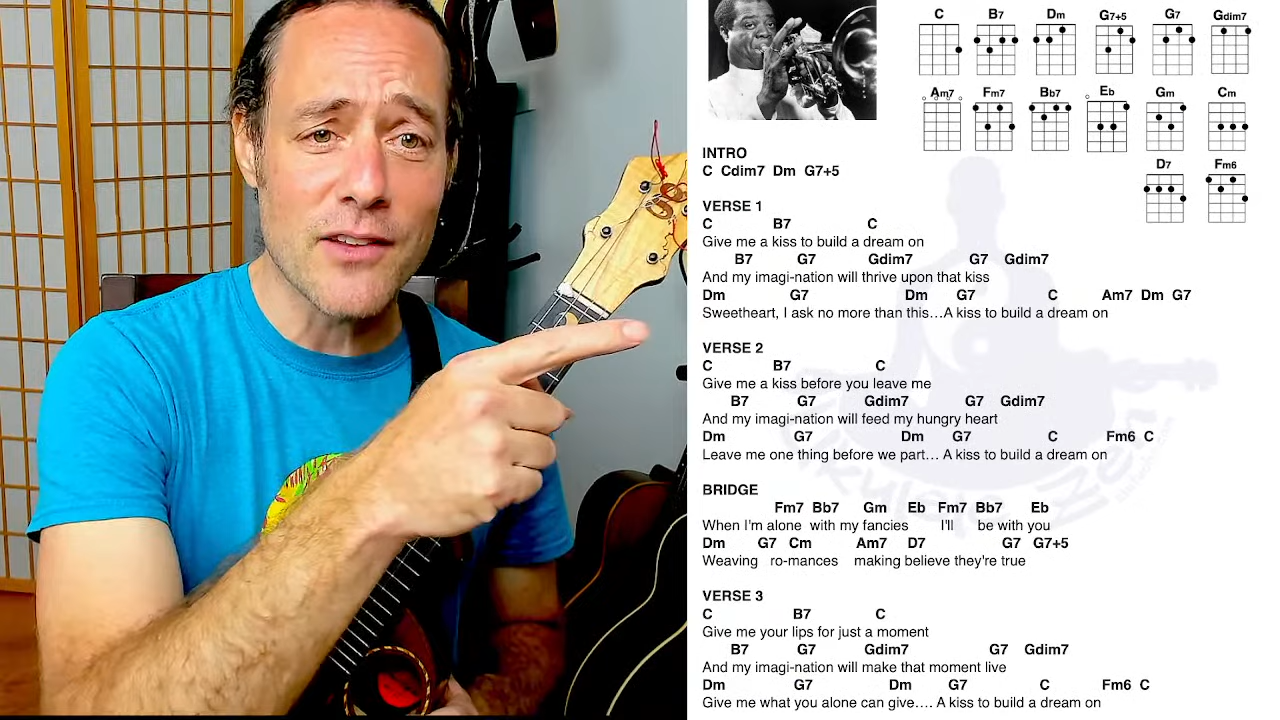 C B7 Dm G7+5 G7 Gdim7
Am7 Fm7 Bb7 Eb Gm Cm
D7 Fm6
INTRO
C Cdim7 Dm G7+5
VERSE 1
C B7 C
Give me a kiss to build a dream on
B7 G7 Gdim7 G7 Gdim7
And my imagi-nation will thrive upon that kiss
Dm G7 Dm G7 C Am7 Dm G7
Sweetheart, I ask no more than this…A kiss to build a dream on
VERSE 2
C B7 C
Give me a kiss before you leave me
B7 G7 Gdim7 G7 Gdim7
And my imagi-nation will feed my hungry heart
Dm G7 Dm G7 C Fm6 C
Leave me one thing before we part… A kiss to build a dream on
BRIDGE
Fm7 Bb7 Gm Eb Fm7 Bb7 Eb
When I'm alone with my fancies I'll be with you
Dm G7 Cm Am7 D7 G7 G7+5
Weaving ro-mances making believe they're true
VERSE 3
C B7 C
Give me your lips for just a moment
B7 G7 Gdim7 G7 Gdim7
And my imagi-nation will make that moment live
Dm G7 Dm G7 C Fm6 C
Give me what you alone can give…. A kiss to build a dream on